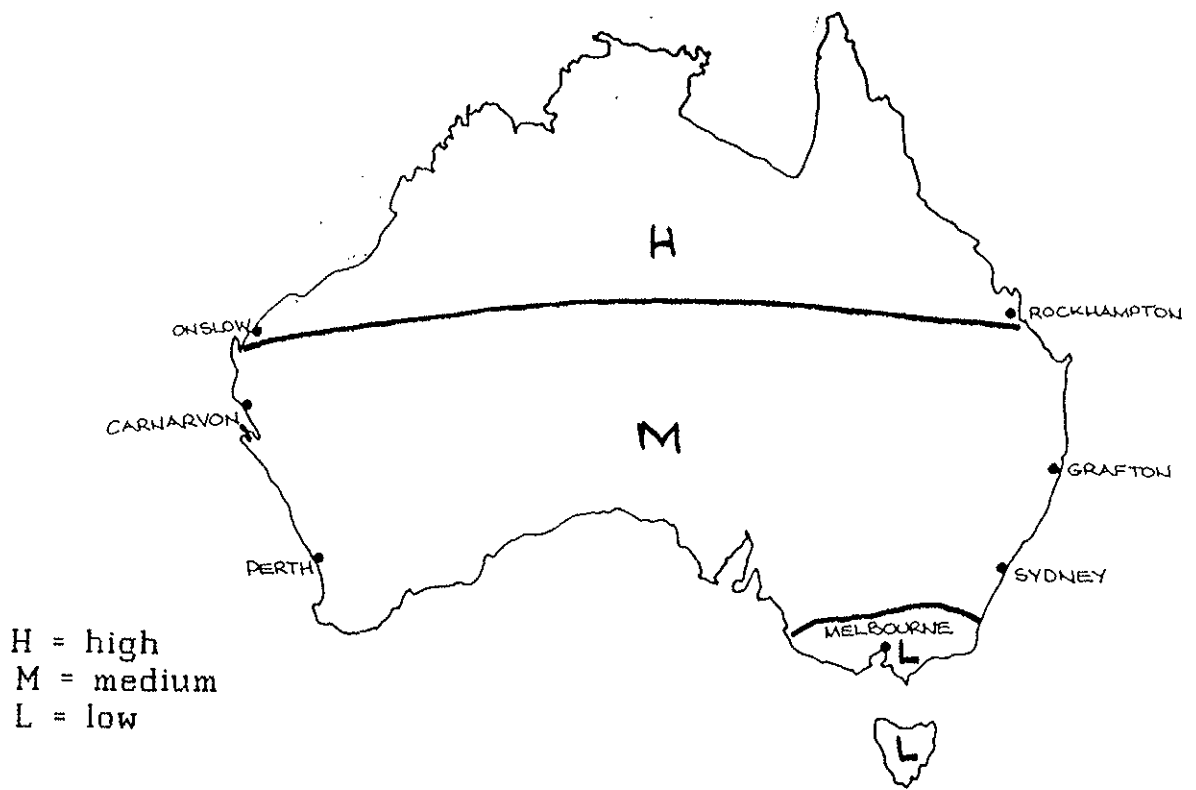 H
ONSLOW
ROCKHAMPTON
CARNARVON
M
GRAFTON
PERTH
SYDNEY
MELBOURNE
L
H = high
M = medium
L = low
L